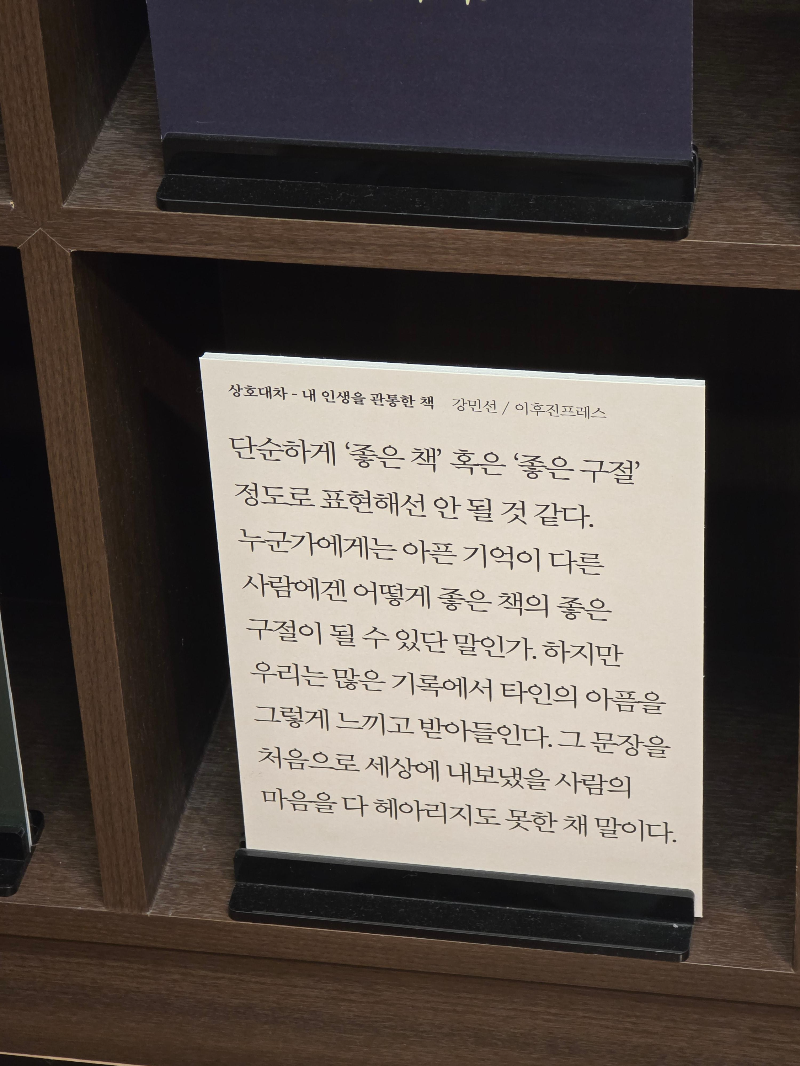 상호대차 - 내 인생을 관통한 책 강민선 / 이후진프레스
단순하게 ‘좋은 책’ 혹은 ‘좋은 구절’
정도로 표현해선 안 될 것 같다.
누군가에게는 아픈 기억이 다른
사람에겐 어떻게 좋은 책의 좋은
구절이 될 수 있단 말인가. 하지만
우리는 많은 기록에서 타인의 아픔을
그렇게 느끼고 받아들인다. 그 문장을
처음으로 세상에 내보냈을 사람의
마음을 다 헤아리지도 못한 채 말이다.